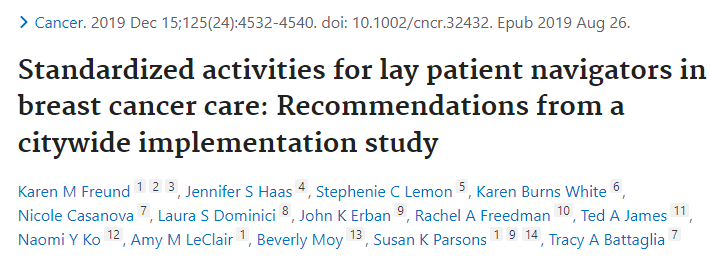 > Cancer. 2019 Dec 15;125(24):4532-4540. doi: 10.1002/cncr.32432. Epub 2019 Aug 26.
Standardized activities for lay patient navigators in
breast cancer care: Recommendations from a
citywide implementation study
Karen M Freund 1 2 3, Jennifer S Haas 4, Stephenie C Lemon 5, Karen Burns White 6,
Nicole Casanova 7, Laura S Dominici 8, John K Erban 9, Rachel A Freedman 10, Ted A James 11,
Naomi Y Ko 12, Amy M LeClair 1, Beverly Moy 13, Susan K Parsons 1 9 14, Tracy A Battaglia 7